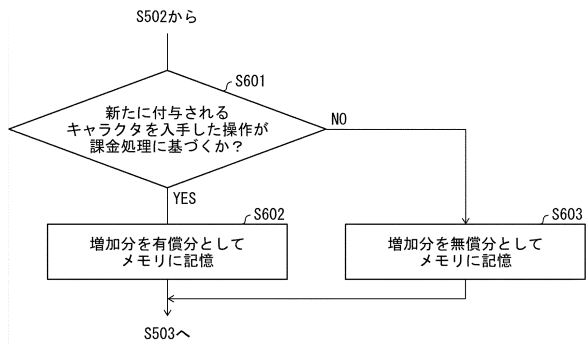 S502から
S601
新たに付与される
キャラクタを入手した操作が
課金処理に基づくか？
NO
YES
S602
増加分を有償分として
メモリに記憶
S603
増加分を無償分として
メモリに記憶
S503へ